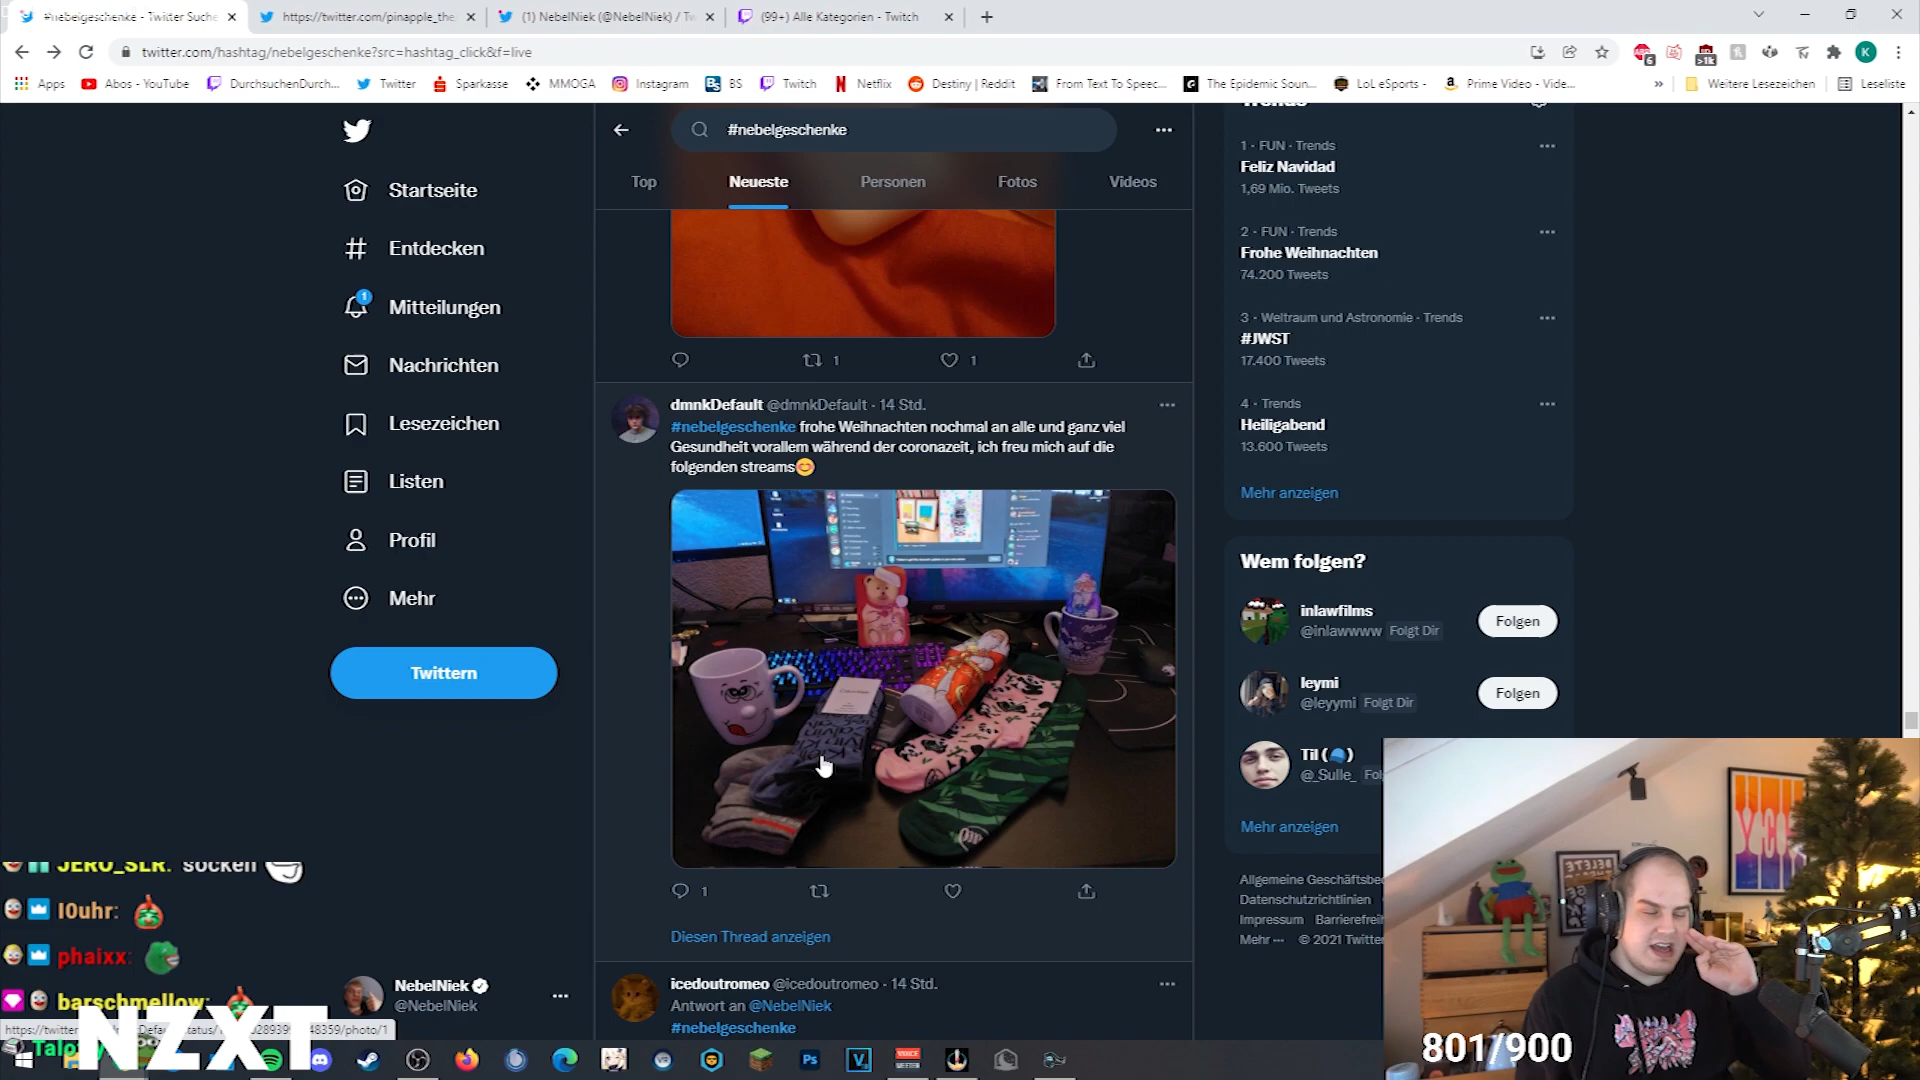 #nebelgeschenke - Twitter Suche
https://twitter.com/pinapple_the
(1) NebelNiek (@NebelNiek) / Tw
(99+) Alle Kategorien - Twitch
twitter.com/hashtag/nebelgeschenke?src=hashtag_click&f=live
6
>1k
K
Apps
Abos - YouTube
DurchsuchenDurch...
Twitter
Sparkasse
MMOGA
Instagram
BS
Twitch
Netflix
Destiny | Reddit
From Text To Speec...
The Epidemic Soun...
LoL eSports -
Prime Video - Vide...
»
Weitere Lesezeichen
Leseliste
Startseite
Entdecken
1
Mitteilungen
Nachrichten
Lesezeichen
Listen
Profil
Mehr
Twittern
NebelNiek
@NebelNiek
#nebelgeschenke
Top
Neueste
Personen
Fotos
Videos
1
1
dmnkDefault @dmnkDefault · 14 Std.
#nebelgeschenke frohe Weihnachten nochmal an alle und ganz viel
Gesundheit vorallem während der coronazeit, ich freu mich auf die
folgenden streams
1
Diesen Thread anzeigen
icedoutromeo @icedoutromeo · 14 Std.
Antwort an @NebelNiek
#nebelgeschenke
Trends
1 · FUN · Trends
Feliz Navidad
1,69 Mio. Tweets
2 · FUN · Trends
Frohe Weihnachten
74.200 Tweets
3 · Weltraum und Astronomie · Trends
#JWST
17.400 Tweets
4 · Trends
Heiligabend
13.600 Tweets
Mehr anzeigen
Wem folgen?
inlawfilms
@inlawwww Folgt Dir
Folgen
leymi
@leyymi Folgt Dir
Folgen
Til
@_Sulle_
Mehr anzeigen
Allgemeine Geschäftsbe
Datenschutzrichtlinien
Impressum Barrierefrei
Mehr ··· © 2021 Twitter
JERO_SLR: socken
l0uhr:
phaixx:
barschmellow:
NZXT
801/900